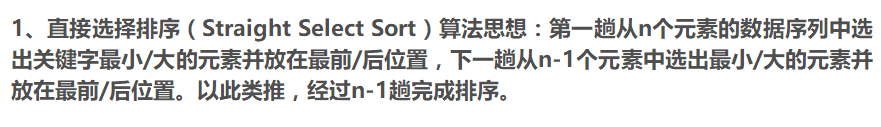 1、直接选择排序（Straight Select Sort）算法思想：第一趟从n个元素的数据序列中选
出关键字最小/大的元素并放在最前/后位置，下一趟从n-1个元素中选出最小/大的元素并
放在最前/后位置。以此类推，经过n-1趟完成排序。